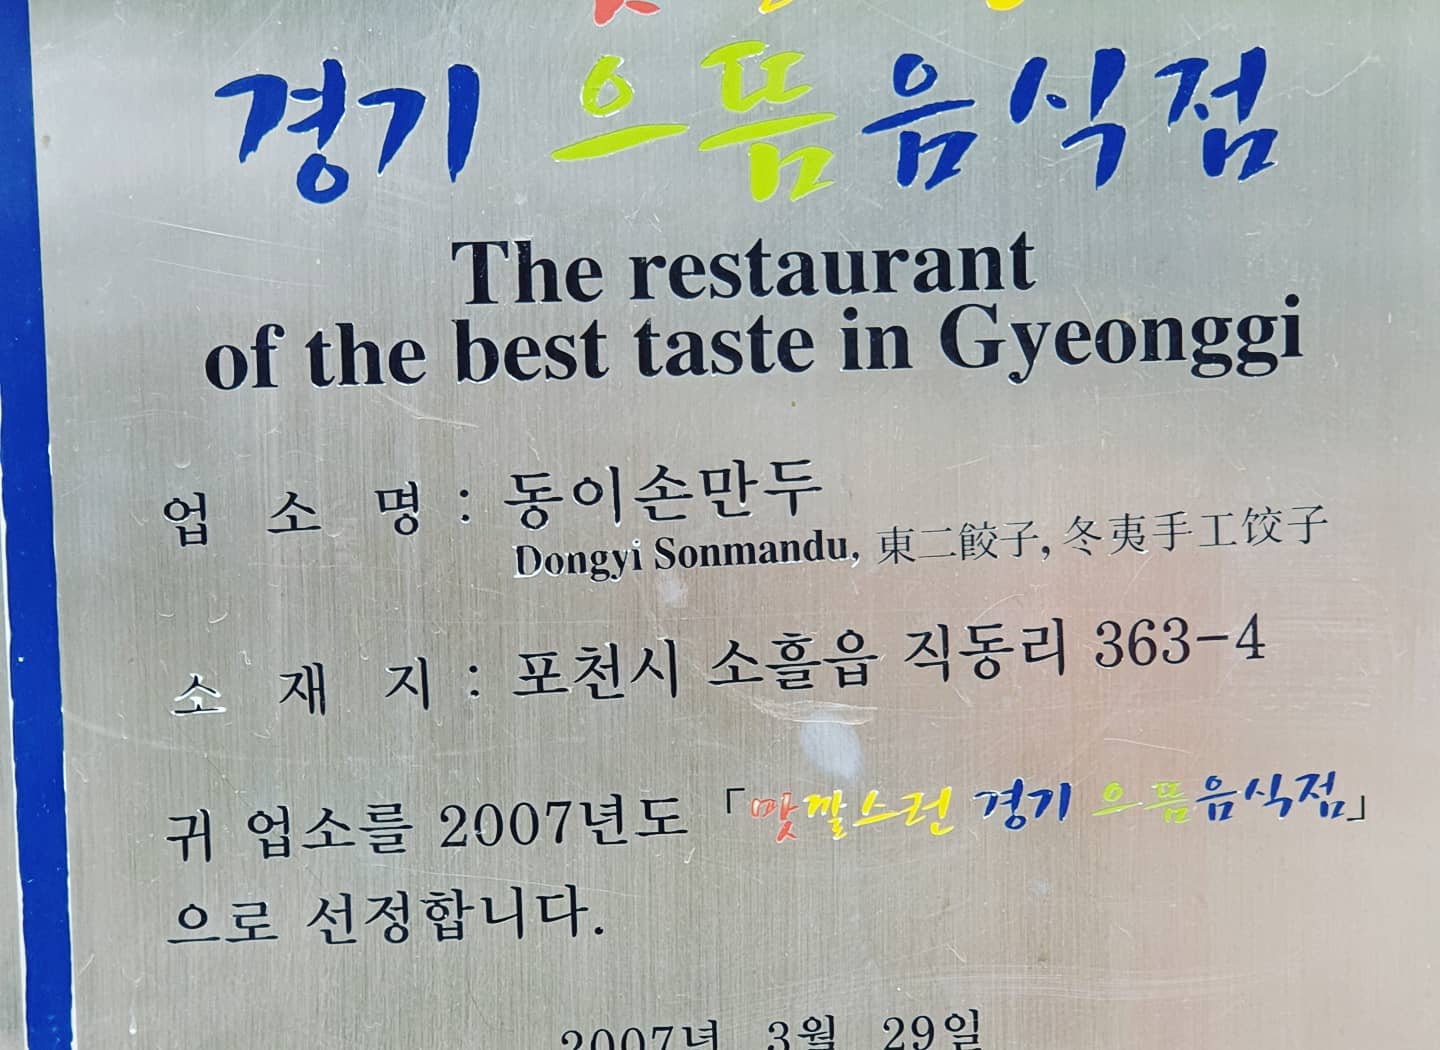 경기 으뜸음식점
The restaurant
of the best taste in Gyeonggi
업 소 명 : 동이손만두
Dongyi Sonmandu, 東二餃子, 冬夷手工饺子
소 재 지 : 포천시 소흘읍 직동리 363-4
귀 업소를 2007년도 「맛깔스런 경기 으뜸음식점」
으로 선정합니다.
2007년 3월 29일